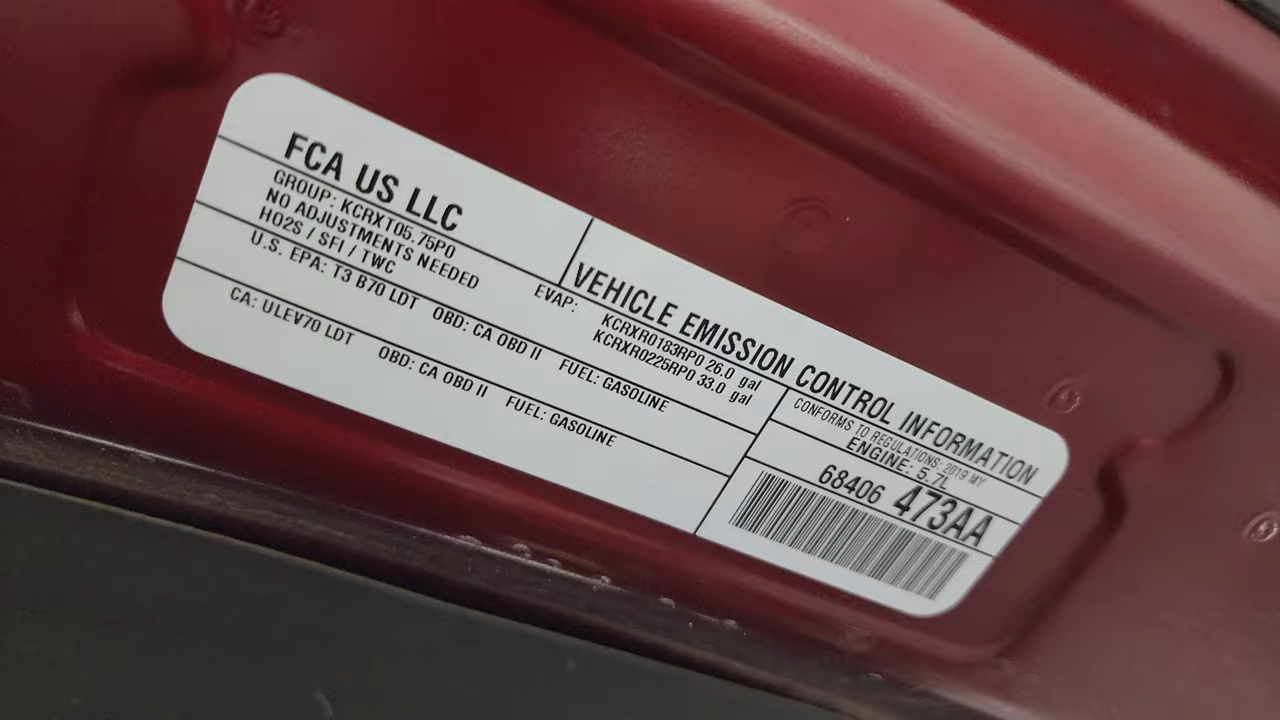 FCA US LLC
VEHICLE EMISSION CONTROL INFORMATION
GROUP: KCRXT05.75P0
NO ADJUSTMENTS NEEDED
HO2S / SFI / TWC
EVAP: KCRXR0183RP0 26.0 gal
KCRXR0225RP0 33.0 gal
CONFORMS TO REGULATIONS: 2019 MY
ENGINE: 5.7L
U.S. EPA: T3 B70 LDT OBD: CA OBD II FUEL: GASOLINE
CA: ULEV70 LDT OBD: CA OBD II FUEL: GASOLINE
68406 473AA